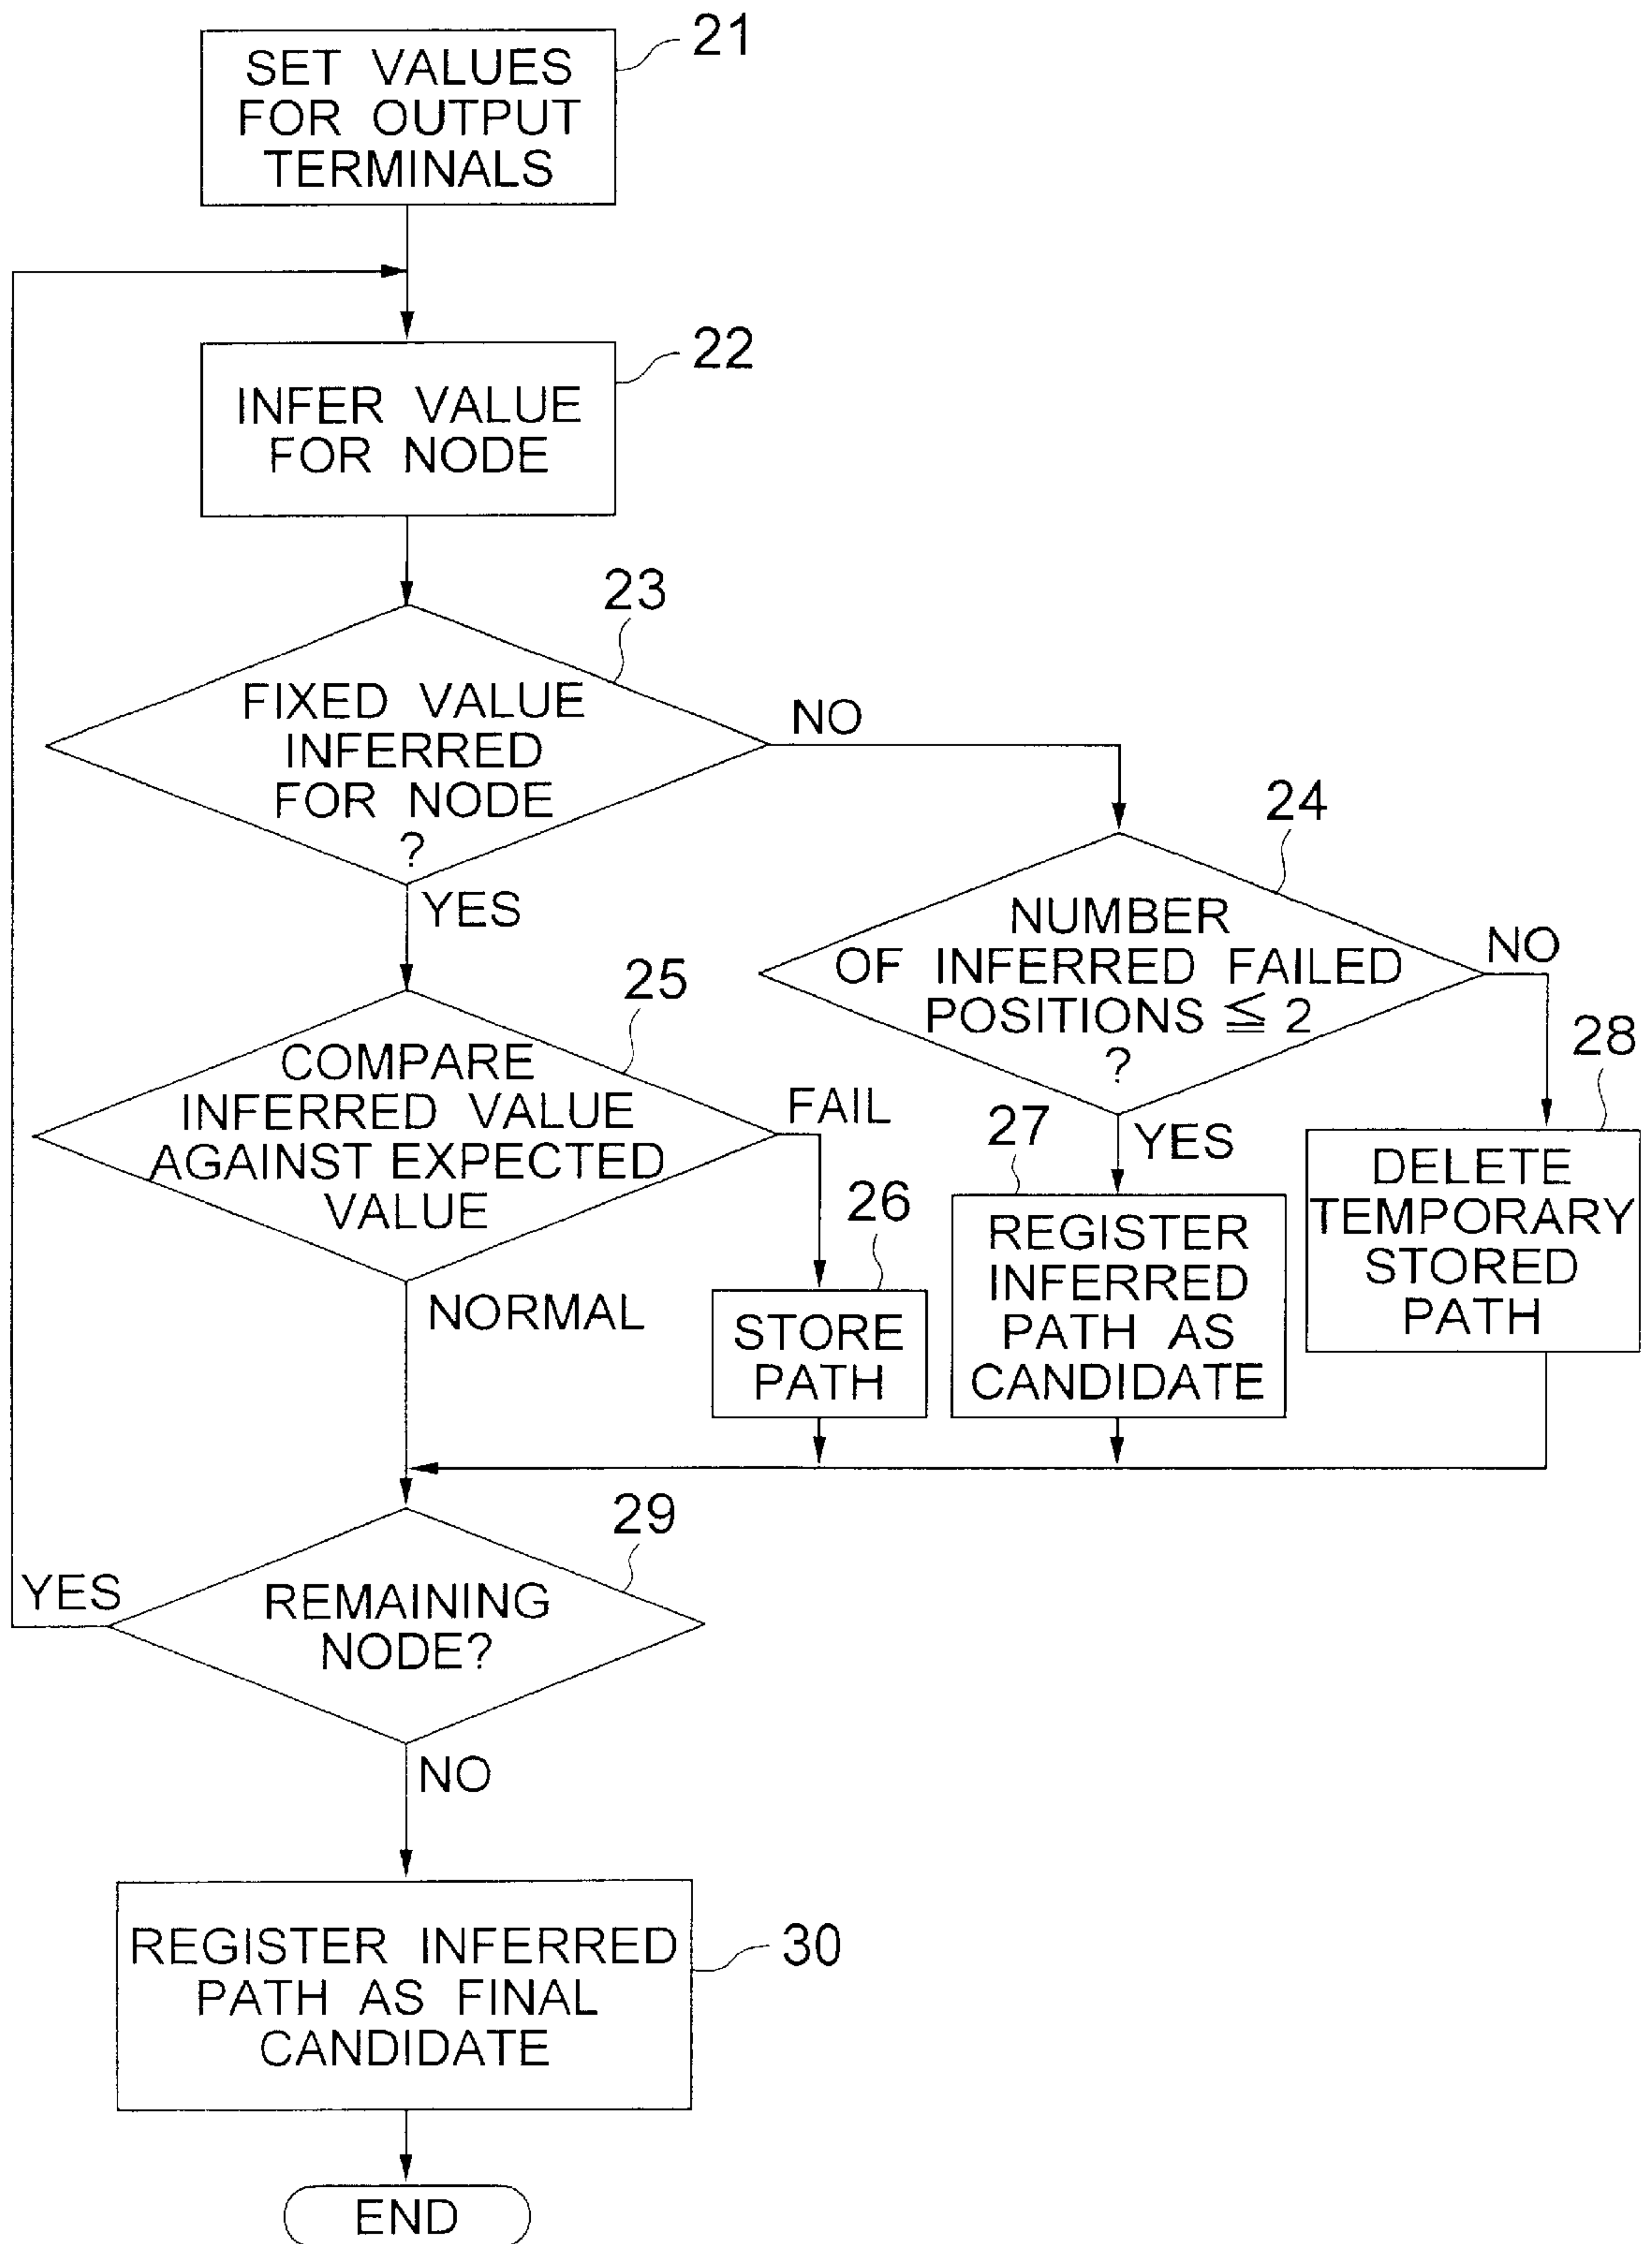 21
SET VALUES
FOR OUTPUT
TERMINALS
22
INFER VALUE
FOR NODE
23
FIXED VALUE
INFERRED
FOR NODE
?
NO
YES
24
NUMBER
OF INFERRED FAILED
POSITIONS ≦ 2
?
NO
YES
25
COMPARE
INFERRED VALUE
AGAINST EXPECTED
VALUE
FAIL
NORMAL
26
STORE
PATH
27
REGISTER
INFERRED
PATH AS
CANDIDATE
28
DELETE
TEMPORARY
STORED
PATH
29
REMAINING
NODE?
YES
NO
30
REGISTER INFERRED
PATH AS FINAL
CANDIDATE
END